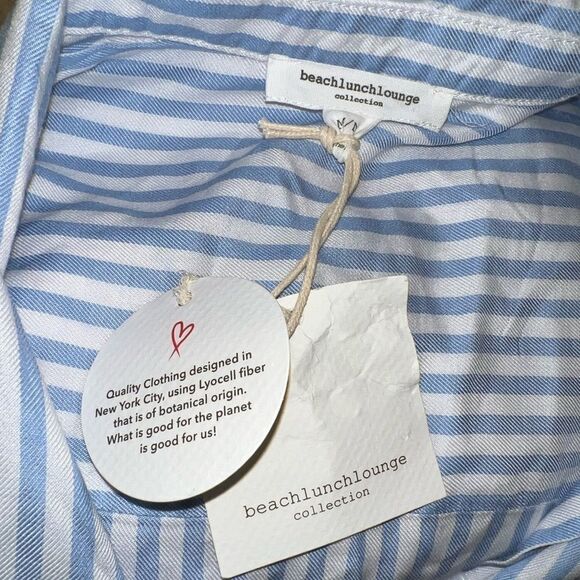 beachlunchlounge
collection
Quality Clothing designed in
New York City, using Lyocell fiber
that is of botanical origin.
What is good for the planet
is good for us!
beachlunchlounge
collection